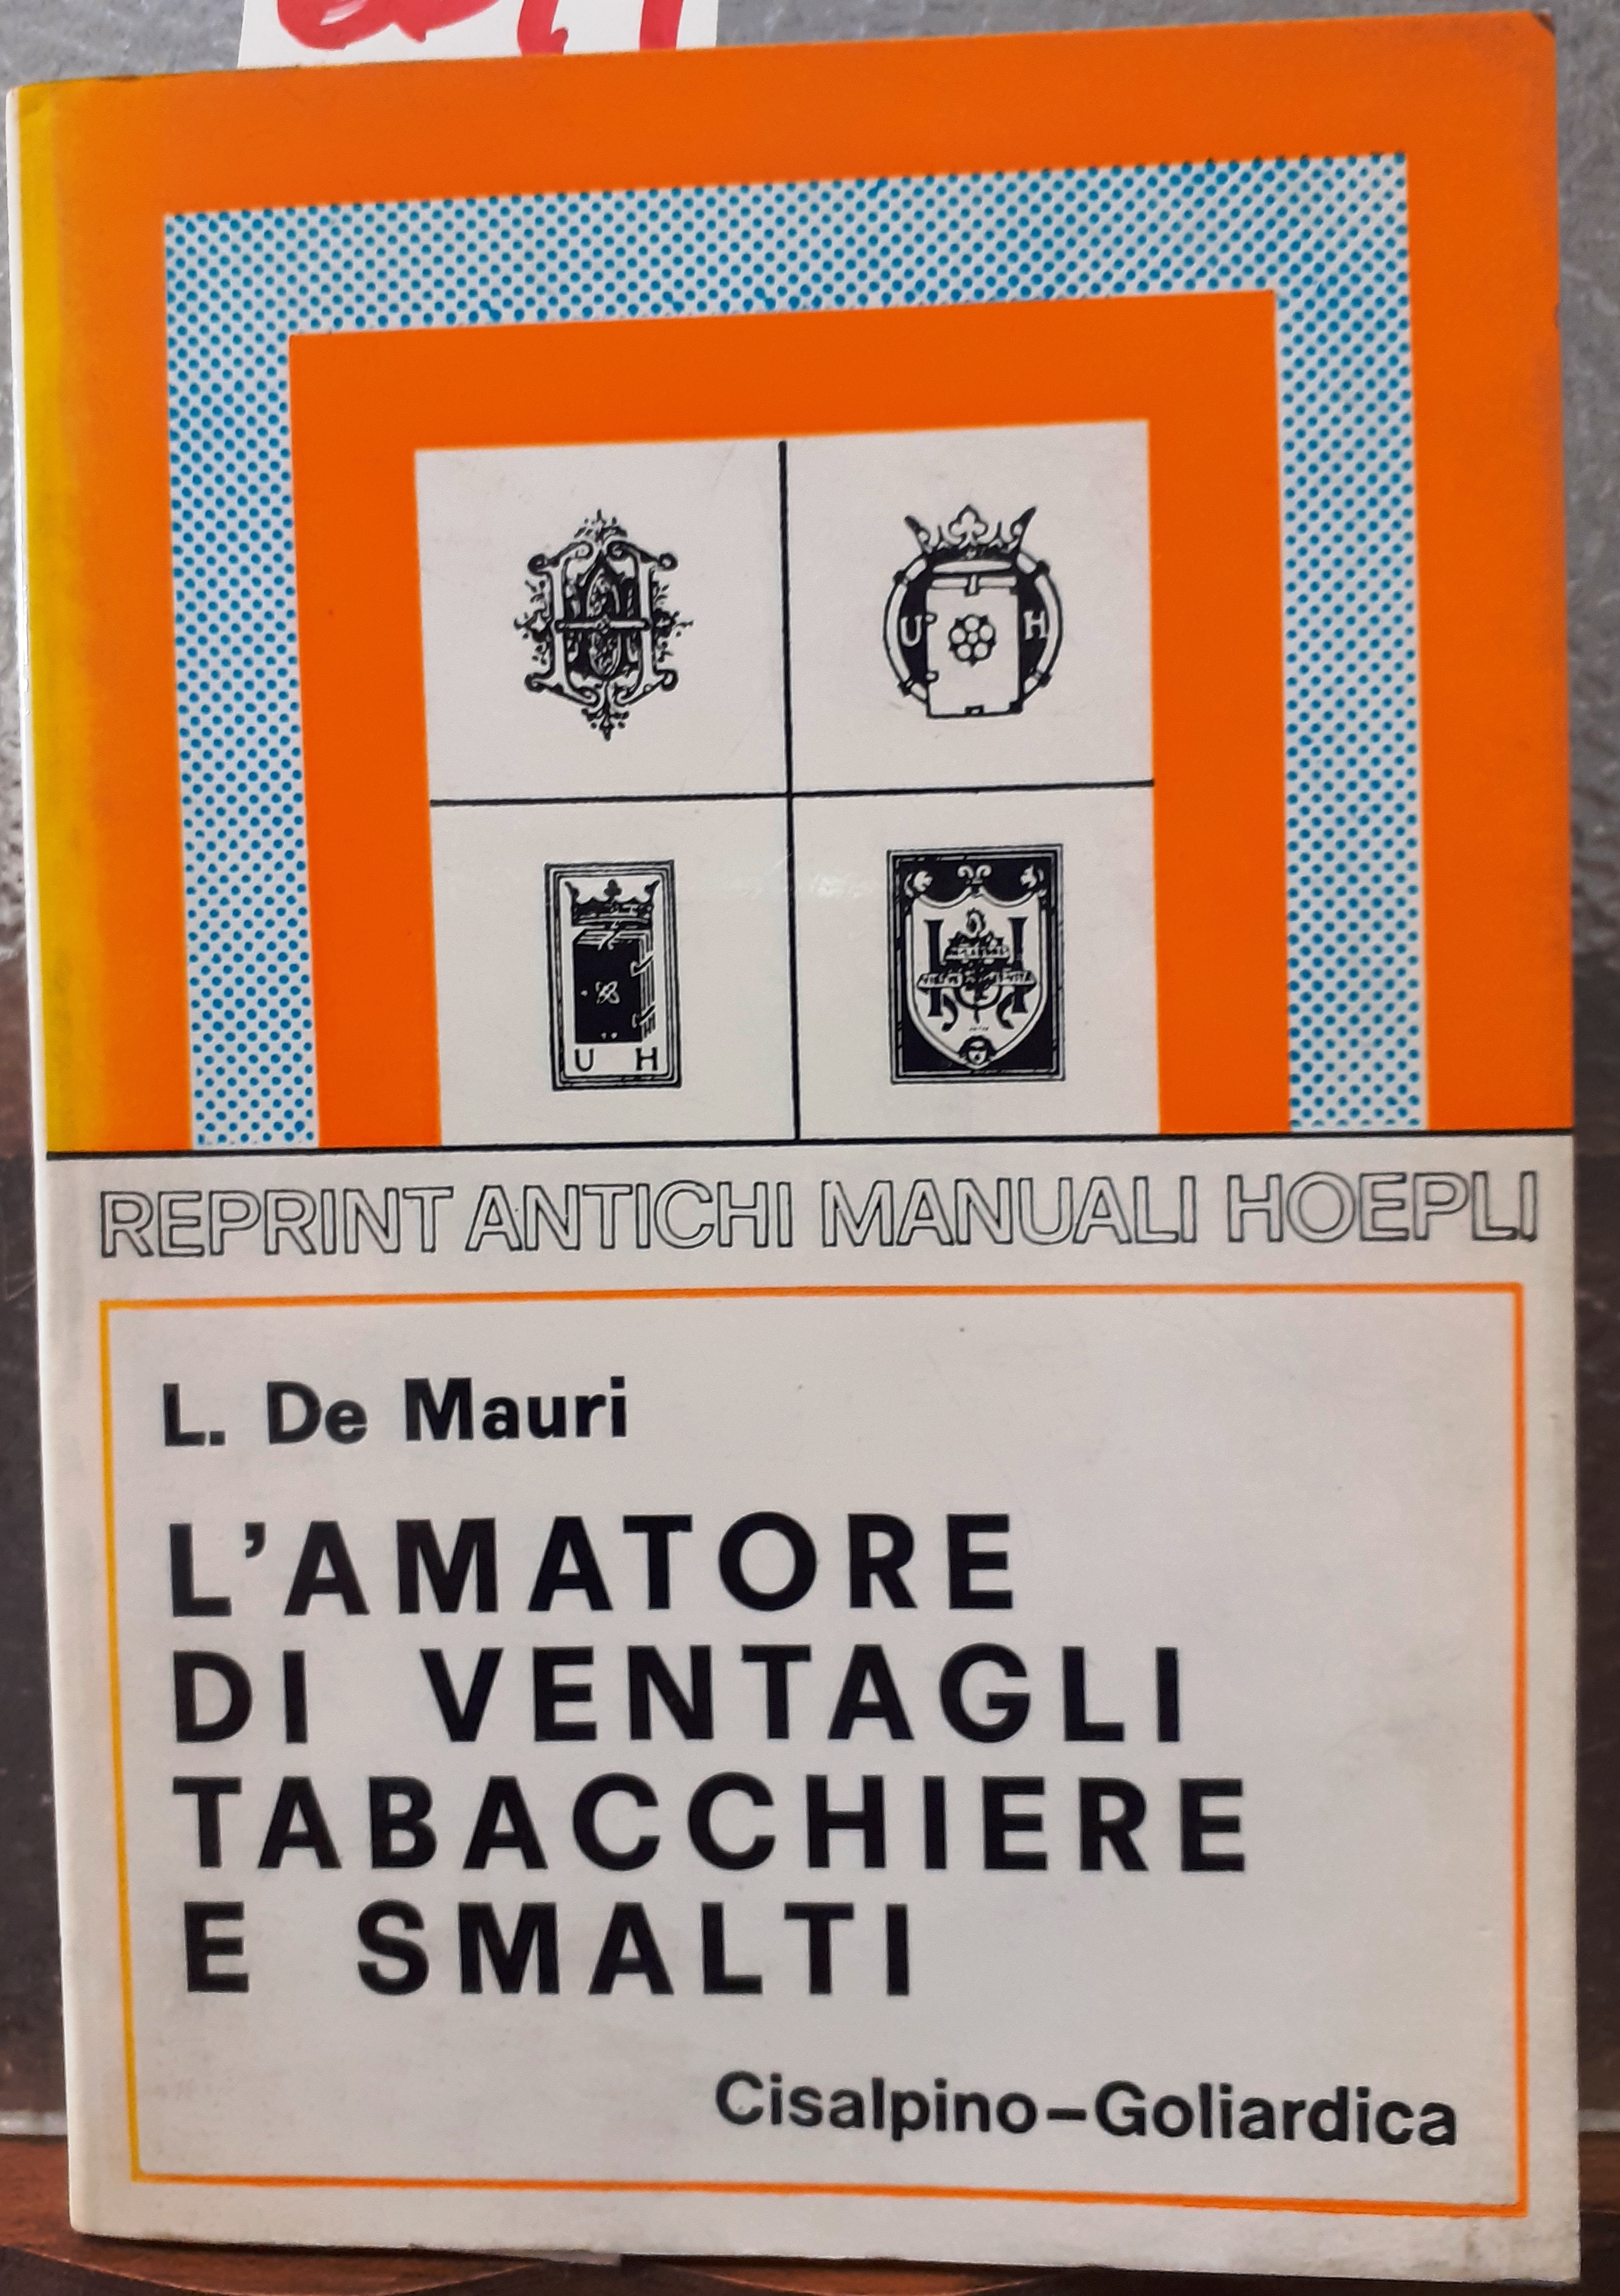 U H
U H
REPRINT ANTICHI MANUALI HOEPLI
L. De Mauri
L'AMATORE
DI VENTAGLI
TABACCHIERE
E SMALTI
Cisalpino–Goliardica